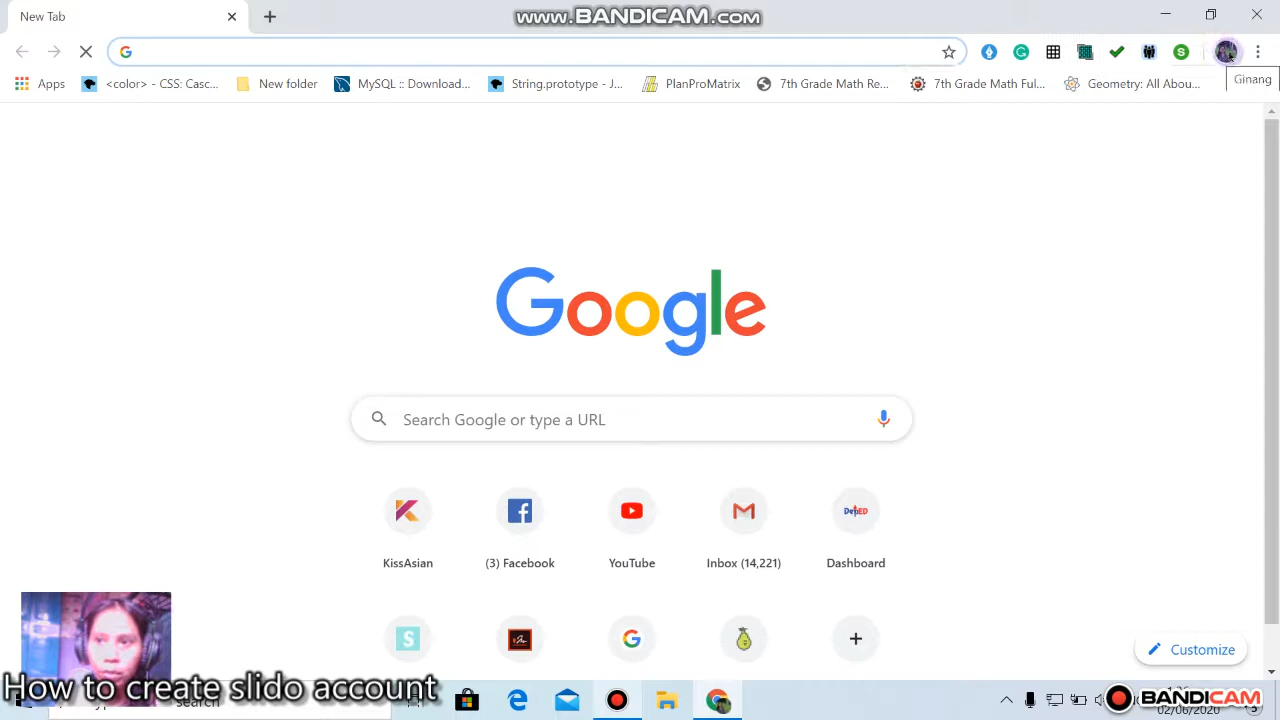 New Tab
www.BANDICAM.com
Apps
<color> - CSS: Casc...
New folder
MySQL :: Download...
String.prototype - J...
PlanProMatrix
7th Grade Math Re...
7th Grade Math Ful...
Geometry: All Abou...
Ginang
Google
Search Google or type a URL
KissAsian
(3) Facebook
YouTube
Inbox (14,221)
DepED
Dashboard
Customize
How to create slido account
search
BANDICAM
02/06/2020